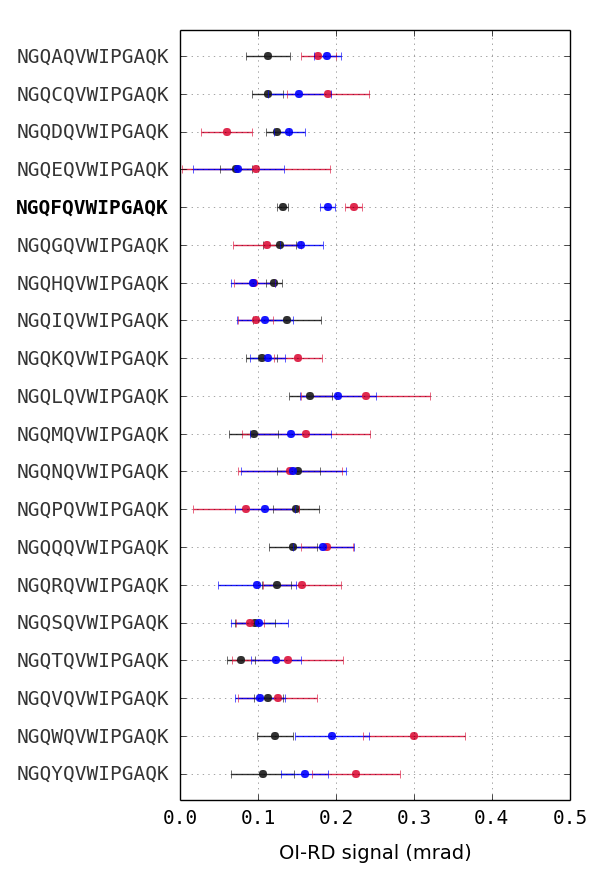 NGQAQVWIPGAQK
NGQCQVWIPGAQK
NGQDQVWIPGAQK
NGQEQVWIPGAQK
NGQFQVWIPGAQK
NGQGQVWIPGAQK
NGQHQVWIPGAQK
NGQIQVWIPGAQK
NGQKQVWIPGAQK
NGQLQVWIPGAQK
NGQMQVWIPGAQK
NGQNQVWIPGAQK
NGQPQVWIPGAQK
NGQQQVWIPGAQK
NGQRQVWIPGAQK
NGQSQVWIPGAQK
NGQTQVWIPGAQK
NGQVQVWIPGAQK
NGQWQVWIPGAQK
NGQYQVWIPGAQK
0.0 0.1 0.2 0.3 0.4 0.5
OI-RD signal (mrad)